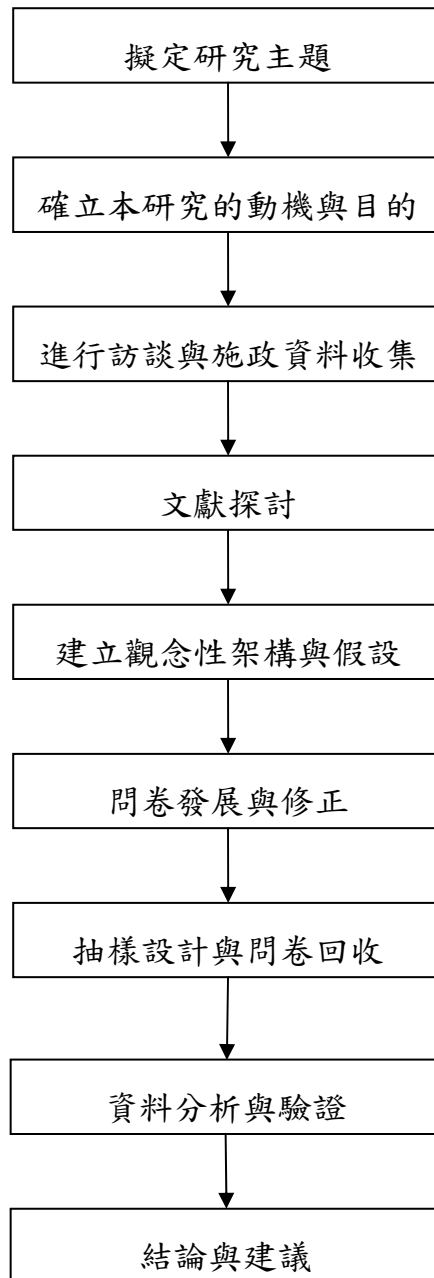 擬定研究主題
確立本研究的動機與目的
進行訪談與施政資料收集
文獻探討
建立觀念性架構與假設
問卷發展與修正
抽樣設計與問卷回收
資料分析與驗證
結論與建議